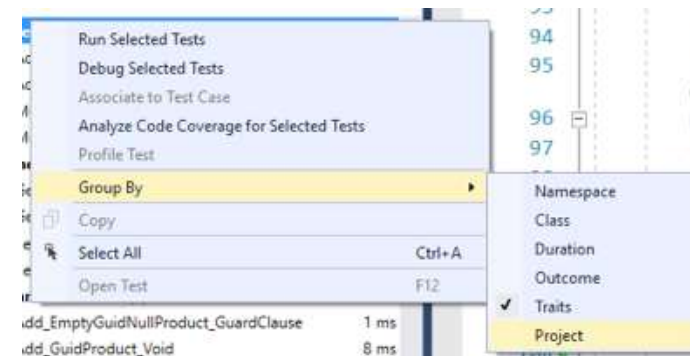 94
95
96
97
Run Selected Tests
Debug Selected Tests
Associate to Test Case
Analyze Code Coverage for Selected Tests
Profile Test
Group By
Copy
Select All Ctrl+A
Open Test F12
Namespace
Class
Duration
Outcome
Traits
Project
dd_EmptyGuidNullProduct_GuardClause 1 ms
dd_GuidProduct_Void 8 ms